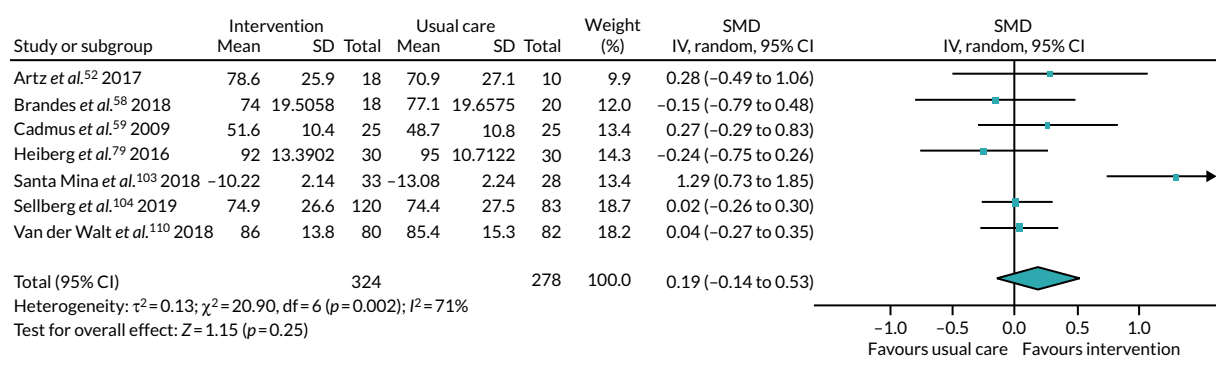 Intervention Usual care Weight SMD SMD
Study or subgroup Mean SD Total Mean SD Total (%) IV, random, 95% CI IV, random, 95% CI
Artz et al.52 2017 78.6 25.9 18 70.9 27.1 10 9.9 0.28 (–0.49 to 1.06)
Brandes et al.58 2018 74 19.5058 18 77.1 19.6575 20 12.0 –0.15 (–0.79 to 0.48)
Cadmus et al.59 2009 51.6 10.4 25 48.7 10.8 25 13.4 0.27 (–0.29 to 0.83)
Heiberg et al.79 2016 92 13.3902 30 95 10.7122 30 14.3 –0.24 (–0.75 to 0.26)
Santa Mina et al.103 2018 –10.22 2.14 33 –13.08 2.24 28 13.4 1.29 (0.73 to 1.85)
Sellberg et al.104 2019 74.9 26.6 120 74.4 27.5 83 18.7 0.02 (–0.26 to 0.30)
Van der Walt et al.110 2018 86 13.8 80 85.4 15.3 82 18.2 0.04 (–0.27 to 0.35)
Total (95% CI) 324 278 100.0 0.19 (–0.14 to 0.53)
Heterogeneity: τ2 = 0.13; χ2 = 20.90, df = 6 (p = 0.002); I2 = 71%
Test for overall effect: Z = 1.15 (p = 0.25)
–1.0 –0.5 0.0 0.5 1.0
Favours usual care Favours intervention